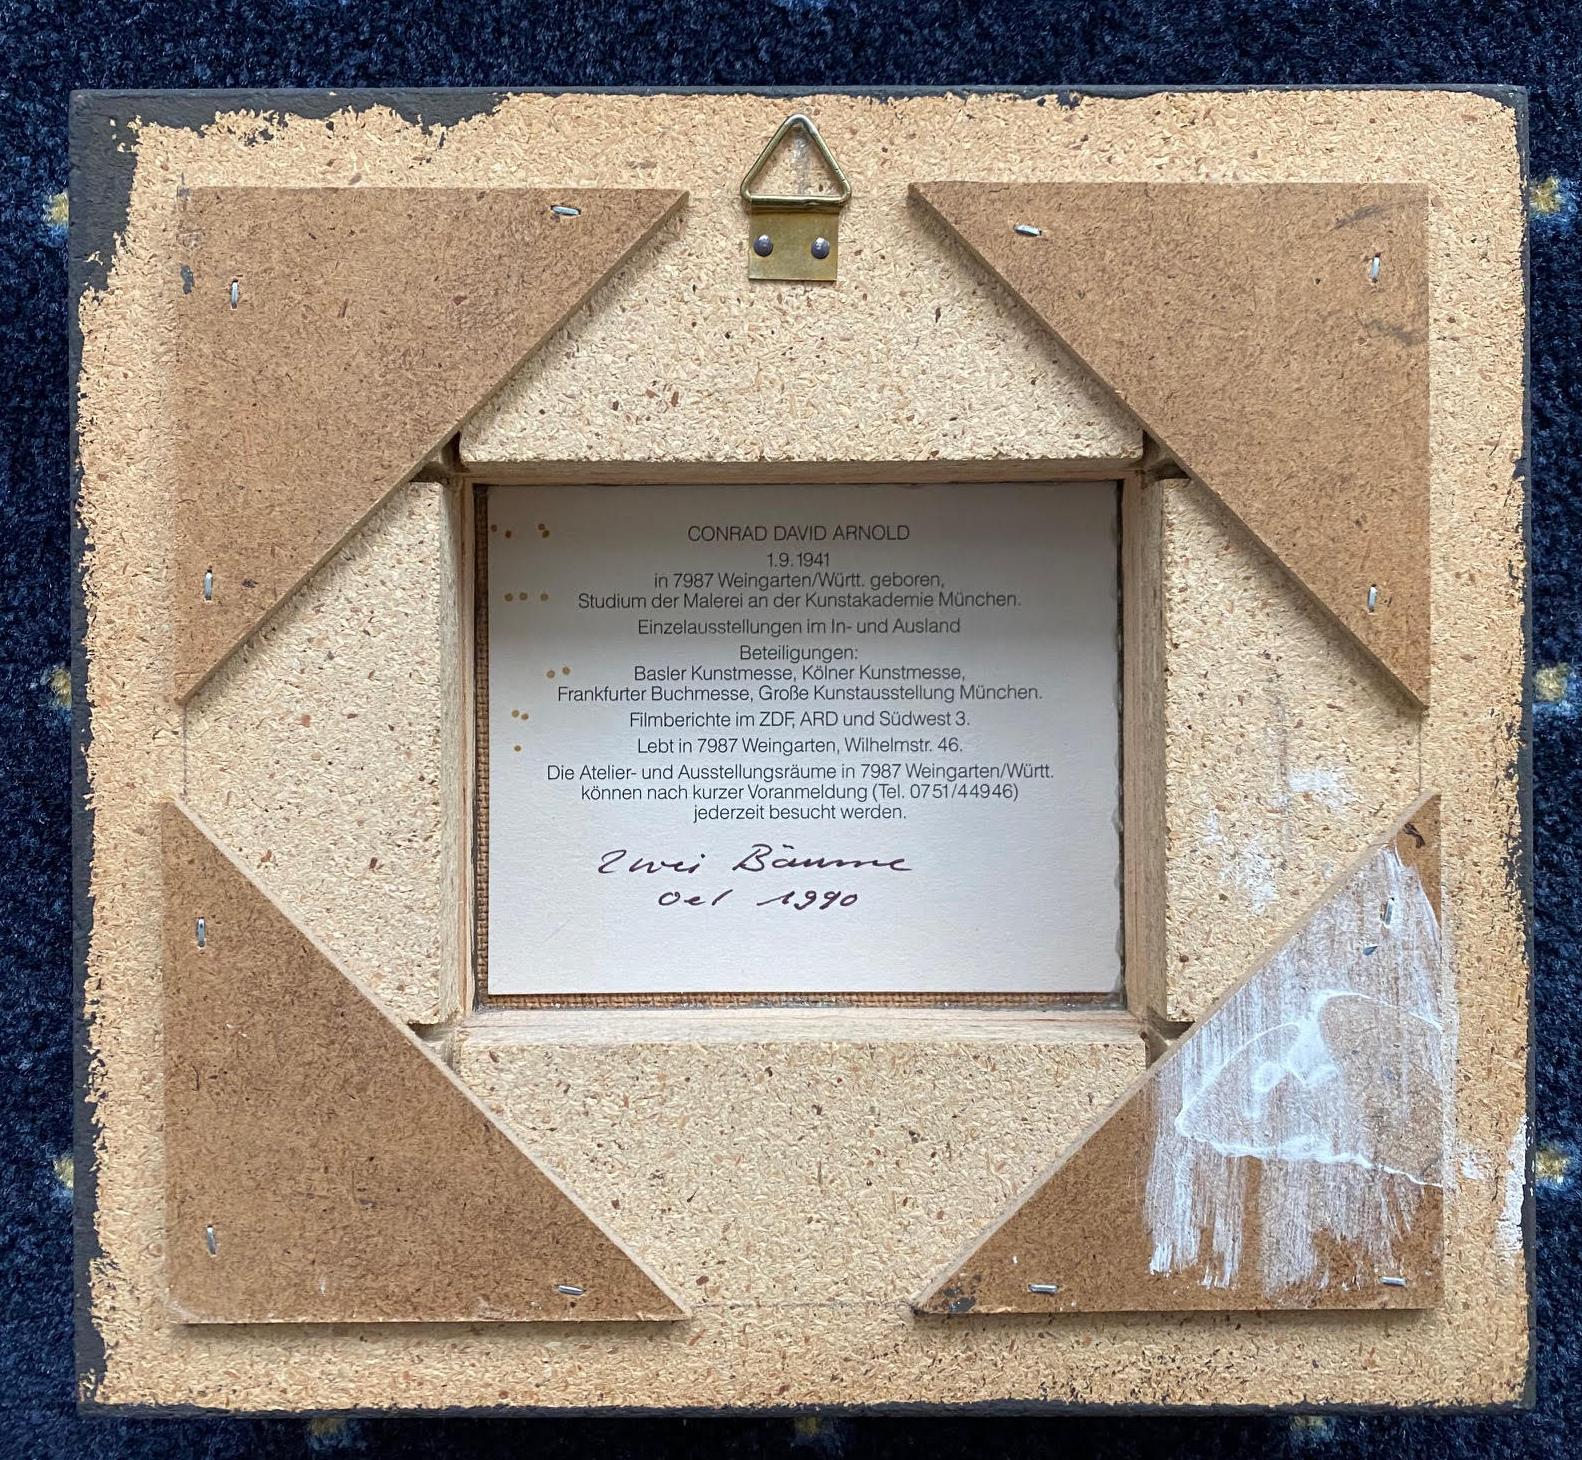 CONRAD DAVID ARNOLD
1.9.1941
in 7987 Weingarten/Württ. geboren,
Studium der Malerei an der Kunstakademie München.
Einzelausstellungen im In- und Ausland
Beteiligungen:
Basler Kunstmesse, Kölner Kunstmesse,
Frankfurter Buchmesse, Große Kunstausstellung München.
Filmberichte im ZDF, ARD und Südwest 3.
Lebt in 7987 Weingarten, Wilhelmstr. 46.
Die Atelier- und Ausstellungsräume in 7987 Weingarten/Württ.
können nach kurzer Voranmeldung (Tel. 0751/44946)
jederzeit besucht werden.
Zwei Bäume
Oel 1990